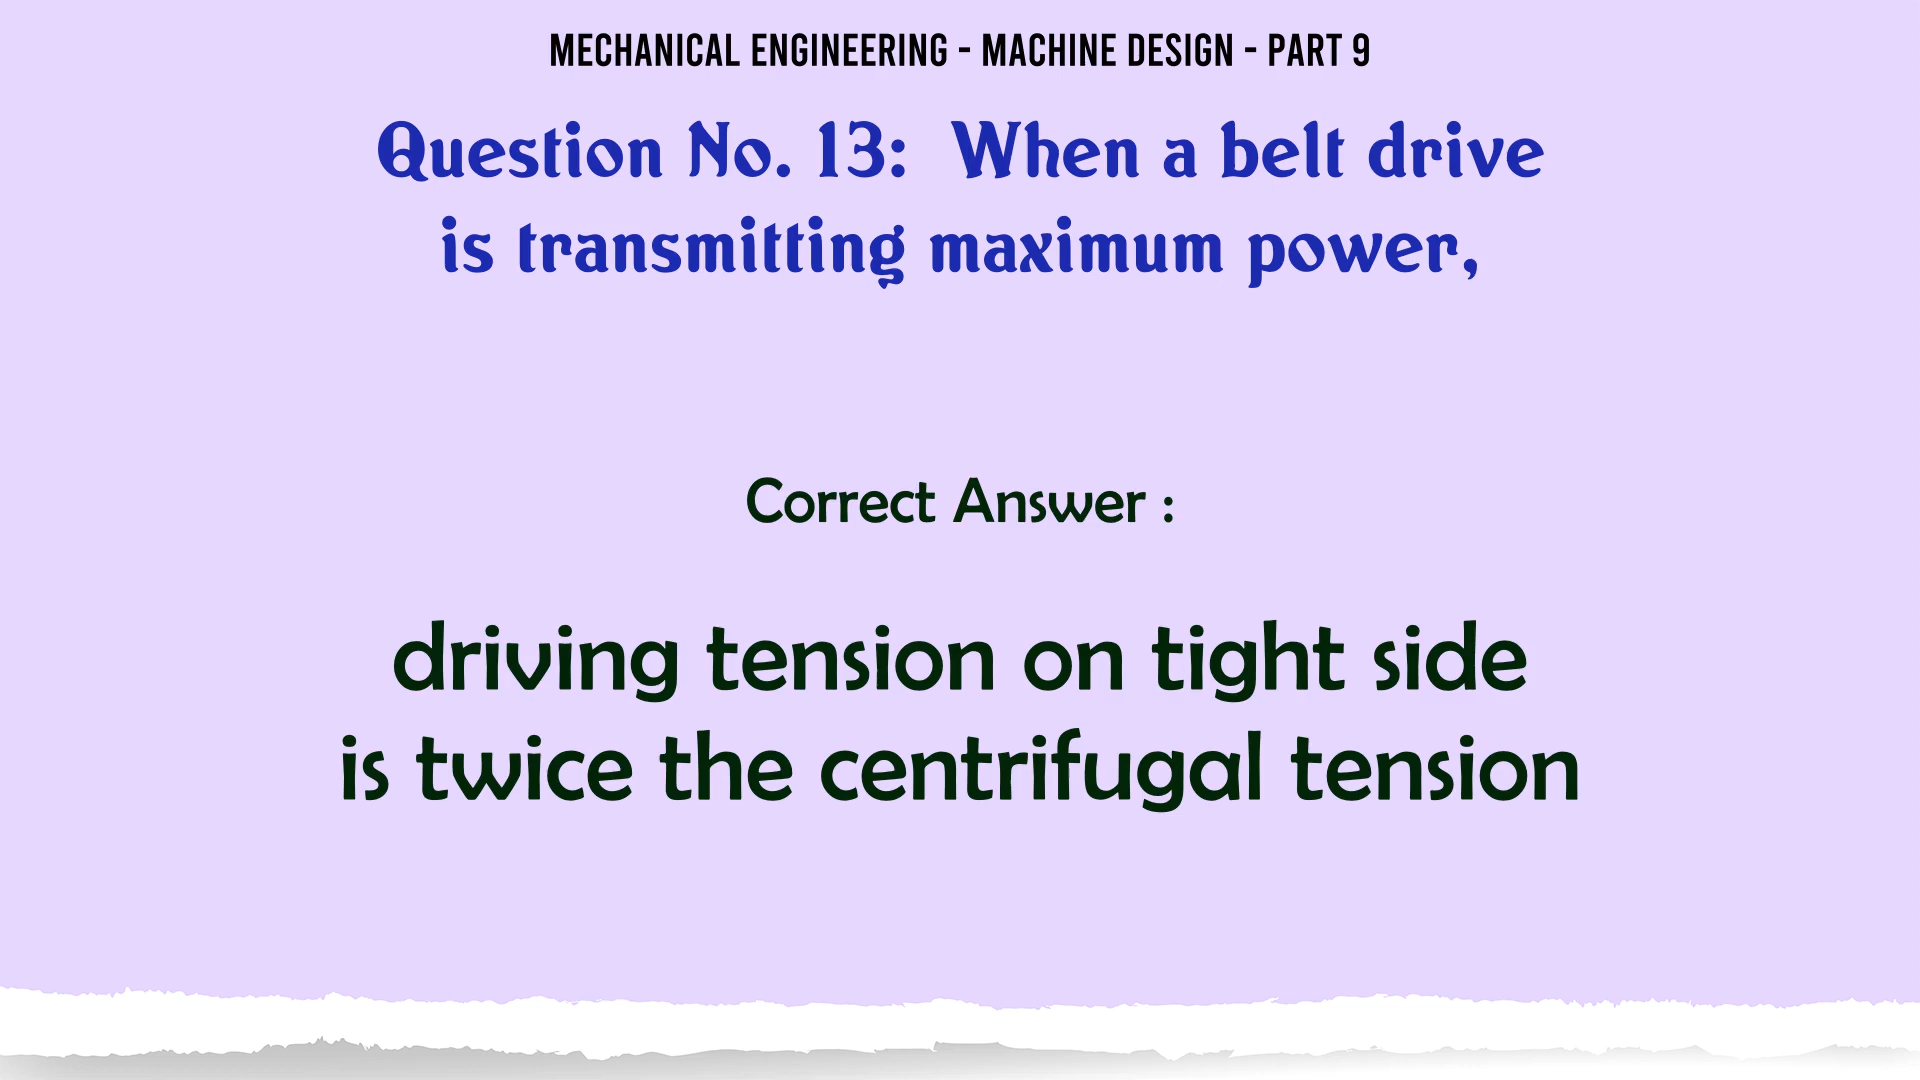 MECHANICAL ENGINEERING - MACHINE DESIGN - PART 9
Question No. 13: When a belt drive
is transmitting maximum power,
Correct Answer :
driving tension on tight side
is twice the centrifugal tension